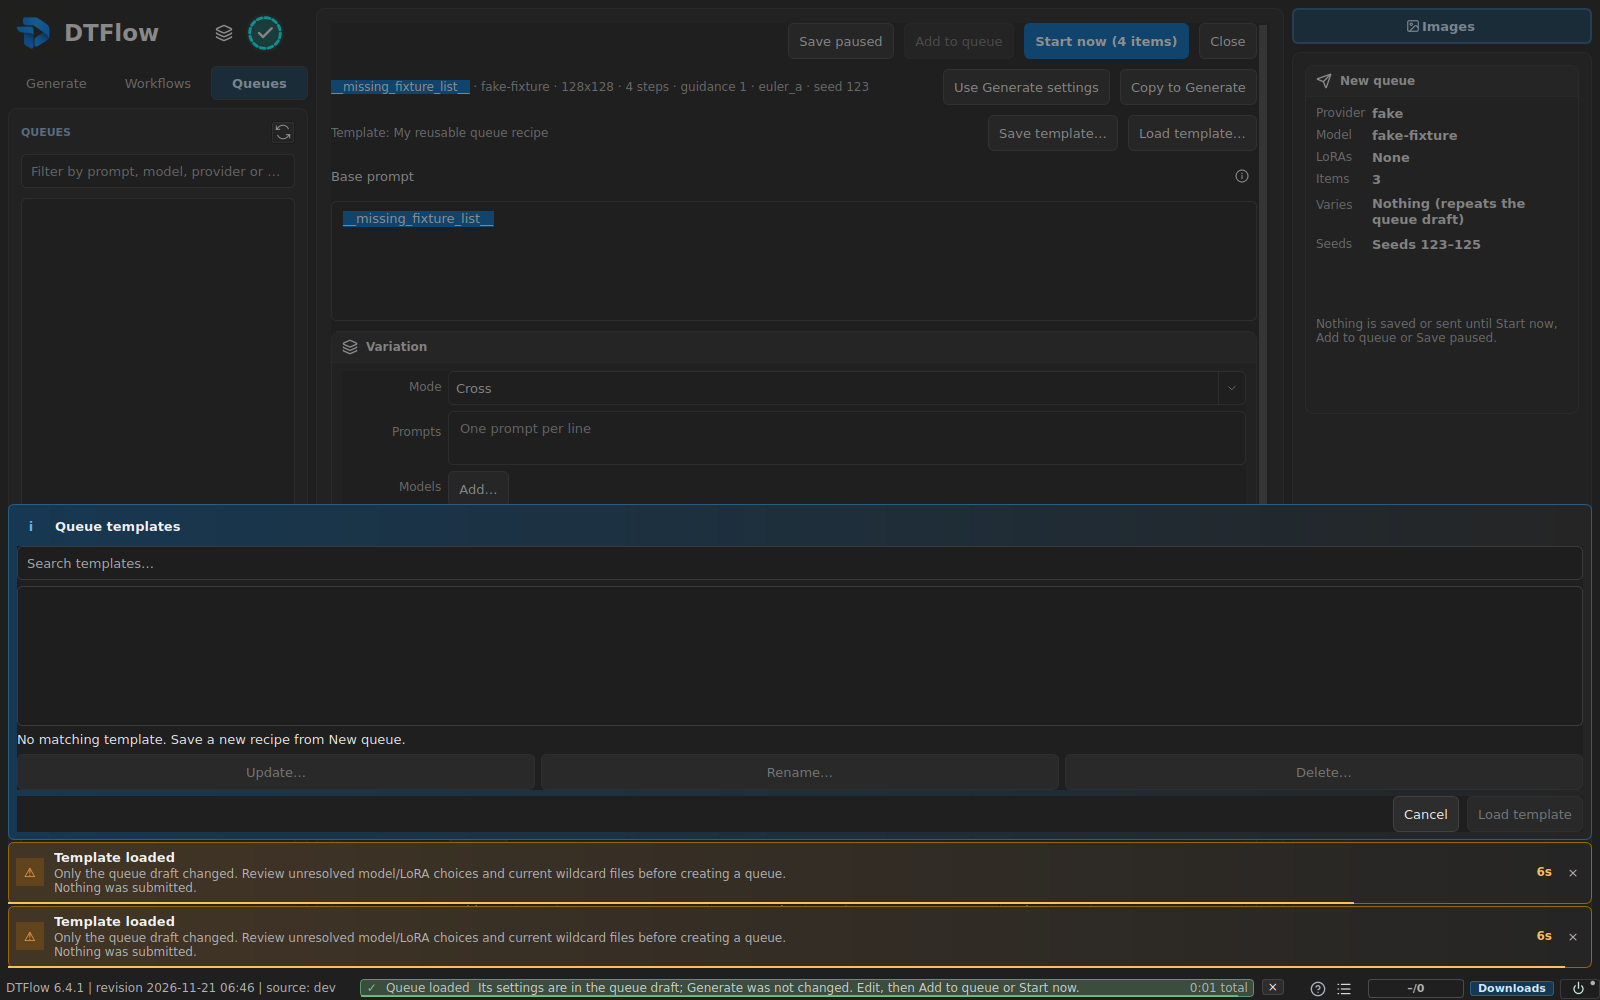 DTFlow
Generate
Workflows
Queues
QUEUES
Filter by prompt, model, provider or …
Save paused
Add to queue
Start now (4 items)
Close
__missing_fixture_list__ · fake-fixture · 128x128 · 4 steps · guidance 1 · euler_a · seed 123
Use Generate settings
Copy to Generate
Template: My reusable queue recipe
Save template…
Load template…
Base prompt
__missing_fixture_list__
Variation
Mode
Cross
Prompts
One prompt per line
Models
Add…
Images
New queue
Provider fake
Model fake-fixture
LoRAs None
Items 3
Varies Nothing (repeats the
queue draft)
Seeds Seeds 123–125
Nothing is saved or sent until Start now,
Add to queue or Save paused.
Queue templates
Search templates…
No matching template. Save a new recipe from New queue.
Update…
Rename…
Delete…
Cancel
Load template
Template loaded
Only the queue draft changed. Review unresolved model/LoRA choices and current wildcard files before creating a queue.
Nothing was submitted.
6s ×
Template loaded
Only the queue draft changed. Review unresolved model/LoRA choices and current wildcard files before creating a queue.
Nothing was submitted.
6s ×
DTFlow 6.4.1 | revision 2026-11-21 06:46 | source: dev
✓ Queue loaded Its settings are in the queue draft; Generate was not changed. Edit, then Add to queue or Start now. 0:01 total
×
–/0
Downloads